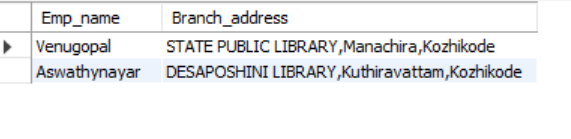 Emp_name Branch_address
Venugopal STATE PUBLIC LIBRARY,Manachira,Kozhikode
Aswathynayar DESAPOSHINI LIBRARY,Kuthiravattam,Kozhikode